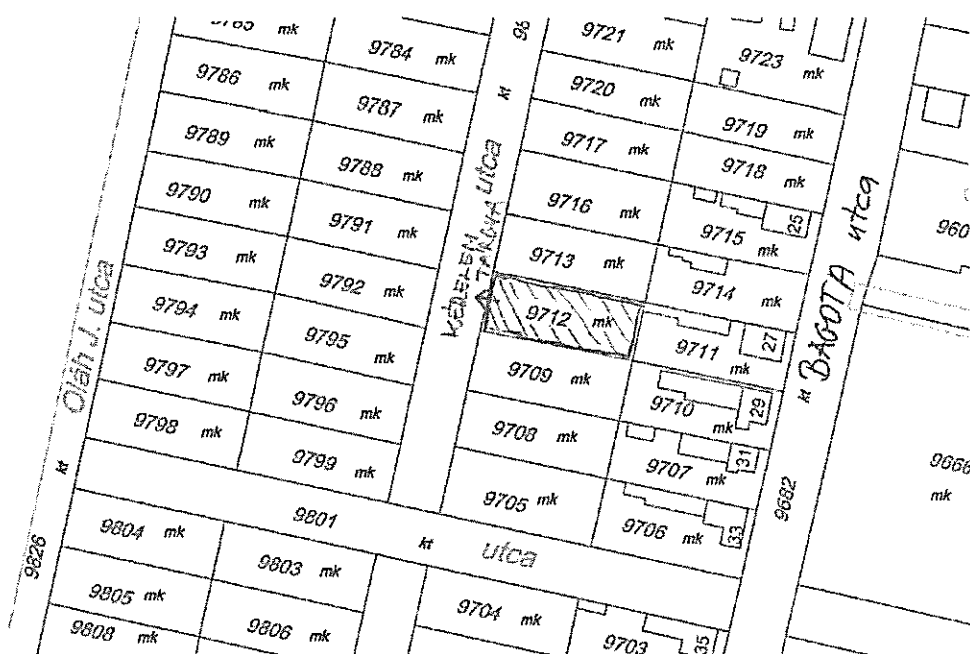 9785 mk
9784 mk
9786 mk
9787 mk
9789 mk
9788 mk
9790 mk
9791 mk
9793 mk
9792 mk
9794 mk
9795
9797 mk
9796 mk
9798 mk
9799 mk
Oláh J. utca
kt
9826
9801
kt
utca
9804 mk
9803 mk
9805 mk
9806 mk
9808 mk
kt
utca
9721 mk
9723 mk
9720 mk
9719 mk
9717 mk
9718 mk
9716 mk
9715 mk
25
9713 mk
9714 mk
9712 mk
9711 mk
27
9709 mk
9710 mk
29
9708 mk
9707 mk
31
9705 mk
9706 mk
33
9704 mk
9703
35
kt BAGOTA utca
9682
960
9666
mk